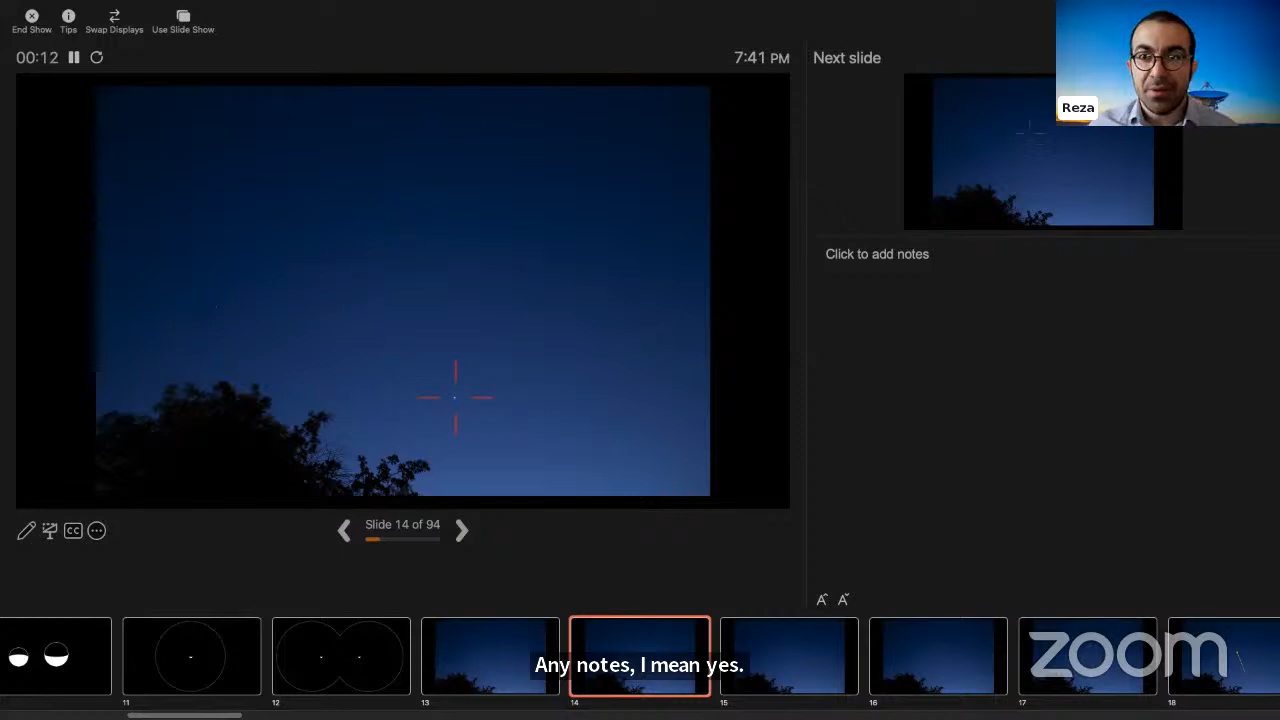 End Show
Tips
Swap Displays
Use Slide Show
00:12
7:41 PM
Next slide
Reza
Click to add notes
CC
Slide 14 of 94
A A
Any notes, I mean yes.
zoom
11
12
13
14
15
16
17
18